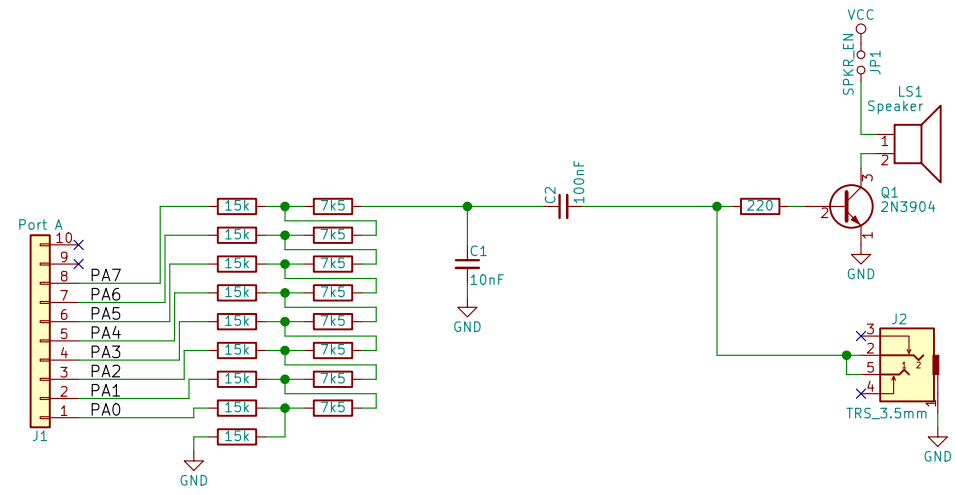 VCC
SPKR_EN
JP1
LS1
Speaker
1
2
3
Q1
2N3904
2
1
GND
C2
100nF
220
15k 7k5
15k 7k5
15k 7k5
15k 7k5
15k 7k5
15k 7k5
15k 7k5
15k 7k5
15k
GND
C1
10nF
GND
Port A
10
9
8 PA7
7 PA6
6 PA5
5 PA4
4 PA3
3 PA2
2 PA1
1 PA0
J1
J2
3
2
5
4
1
2
1
TRS_3.5mm
GND